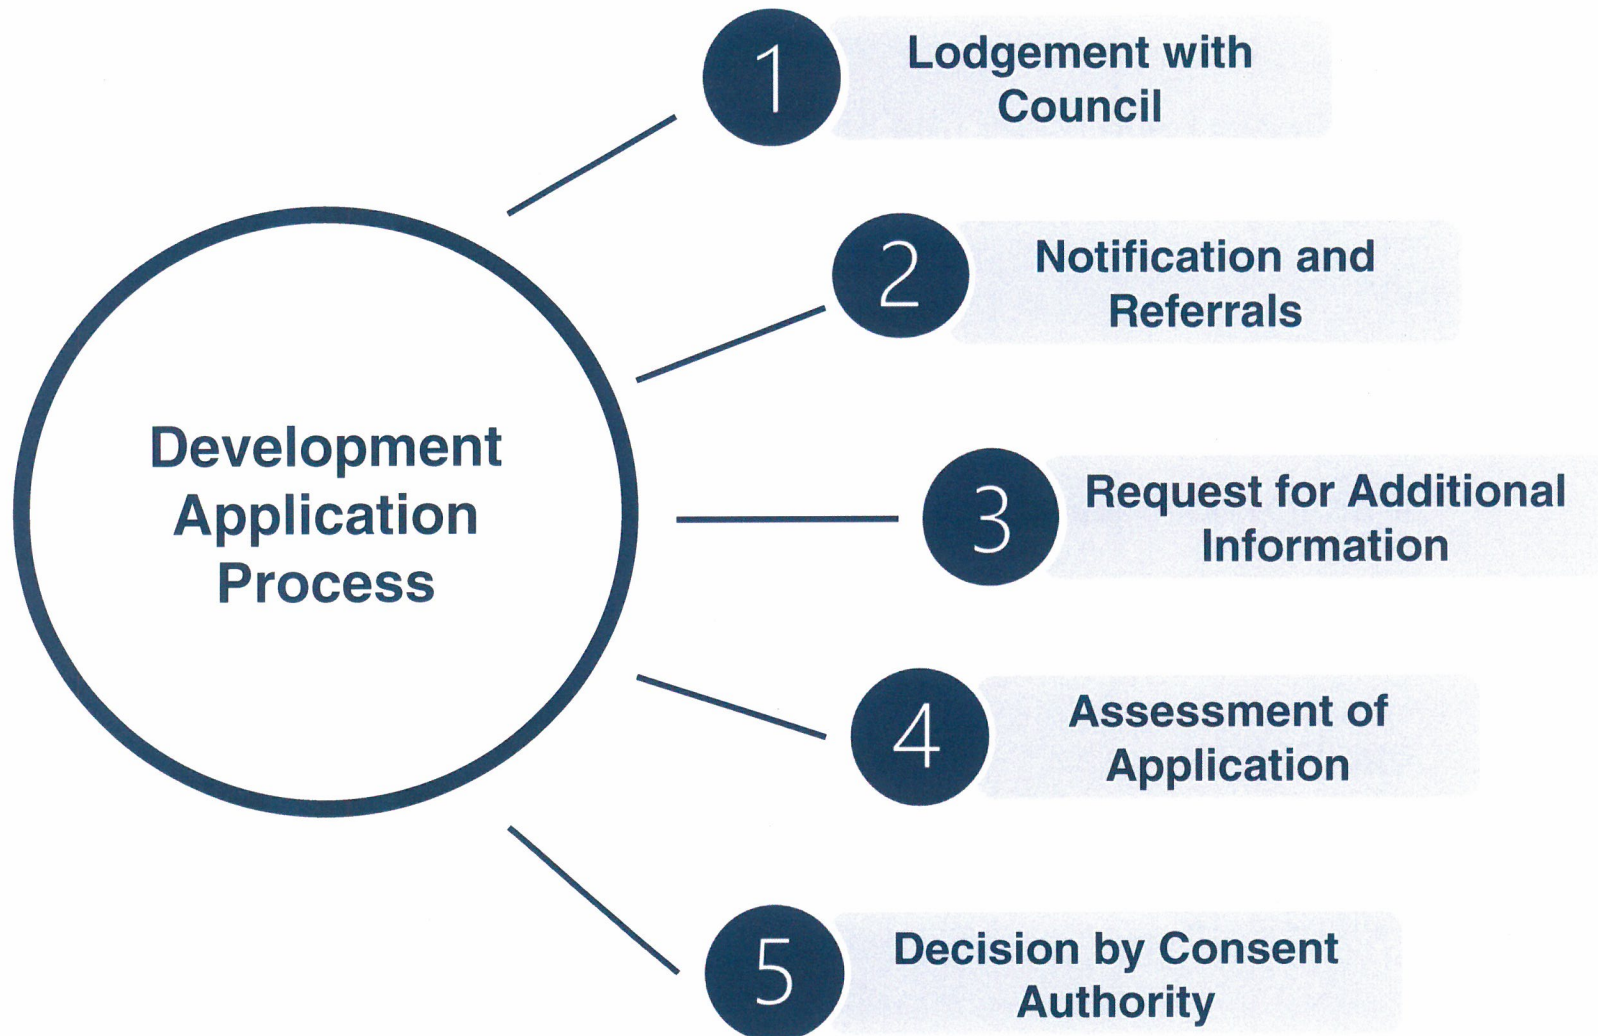 Development
Application
Process
1
Lodgement with
Council
2
Notification and
Referrals
3
Request for Additional
Information
4
Assessment of
Application
5
Decision by Consent
Authority